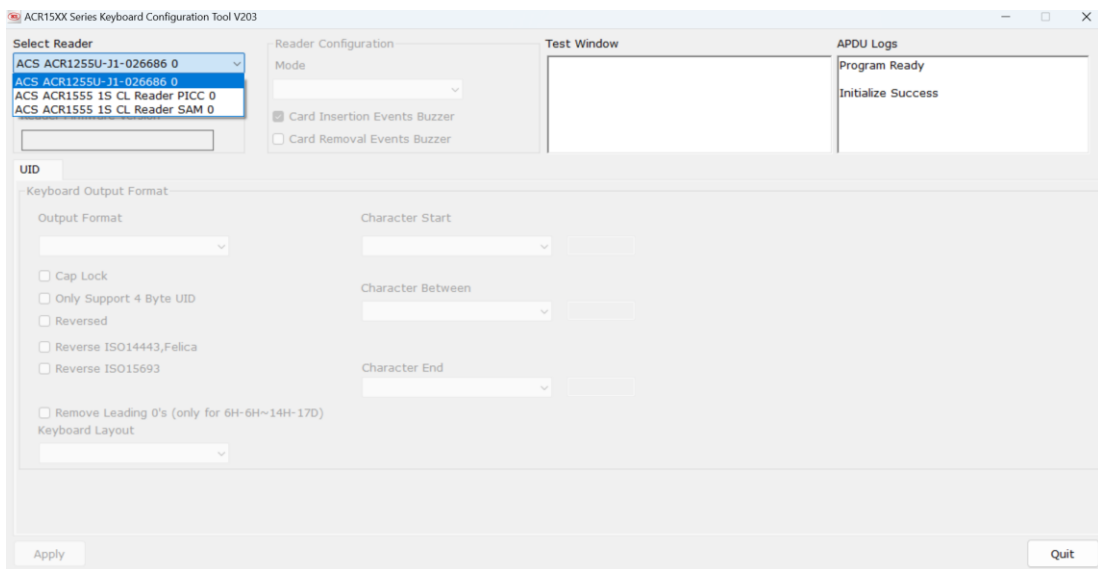 ACR15XX Series Keyboard Configuration Tool V203
Select Reader
ACS ACR1255U-J1-026686 0
ACS ACR1255U-J1-026686 0
ACS ACR1555 1S CL Reader PICC 0
ACS ACR1555 1S CL Reader SAM 0
Reader Firmware Version
Reader Configuration
Mode
Card Insertion Events Buzzer
Card Removal Events Buzzer
Test Window
APDU Logs
Program Ready
Initialize Success
UID
Keyboard Output Format
Output Format
Cap Lock
Only Support 4 Byte UID
Reversed
Reverse ISO14443,Felica
Reverse ISO15693
Remove Leading 0's (only for 6H-6H~14H-17D)
Keyboard Layout
Character Start
Character Between
Character End
Apply
Quit